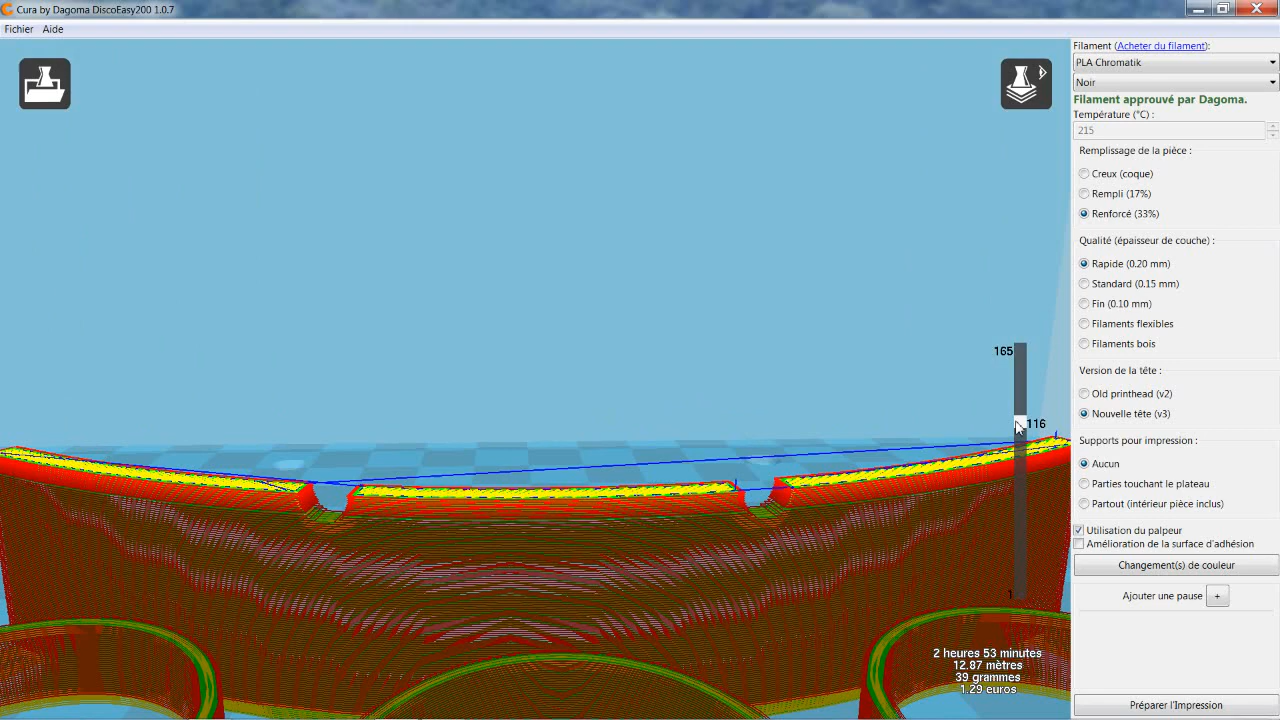 Cura by Dagoma DiscoEasy200 1.0.7
Fichier Aide
Filament (Acheter du filament):
PLA Chromatik
Noir
Filament approuvé par Dagoma.
Température (°C) :
215
Remplissage de la pièce :
Creux (coque)
Rempli (17%)
Renforcé (33%)
Qualité (épaisseur de couche) :
Rapide (0.20 mm)
Standard (0.15 mm)
Fin (0.10 mm)
Filaments flexibles
Filaments bois
Version de la tête :
Old printhead (v2)
Nouvelle tête (v3)
Supports pour impression :
Aucun
Parties touchant le plateau
Partout (intérieur pièce inclus)
Utilisation du palpeur
Amélioration de la surface d'adhésion
Changement(s) de couleur
Ajouter une pause +
Préparer l'Impression
165
116
1
2 heures 53 minutes
12.87 mètres
39 grammes
1.29 euros